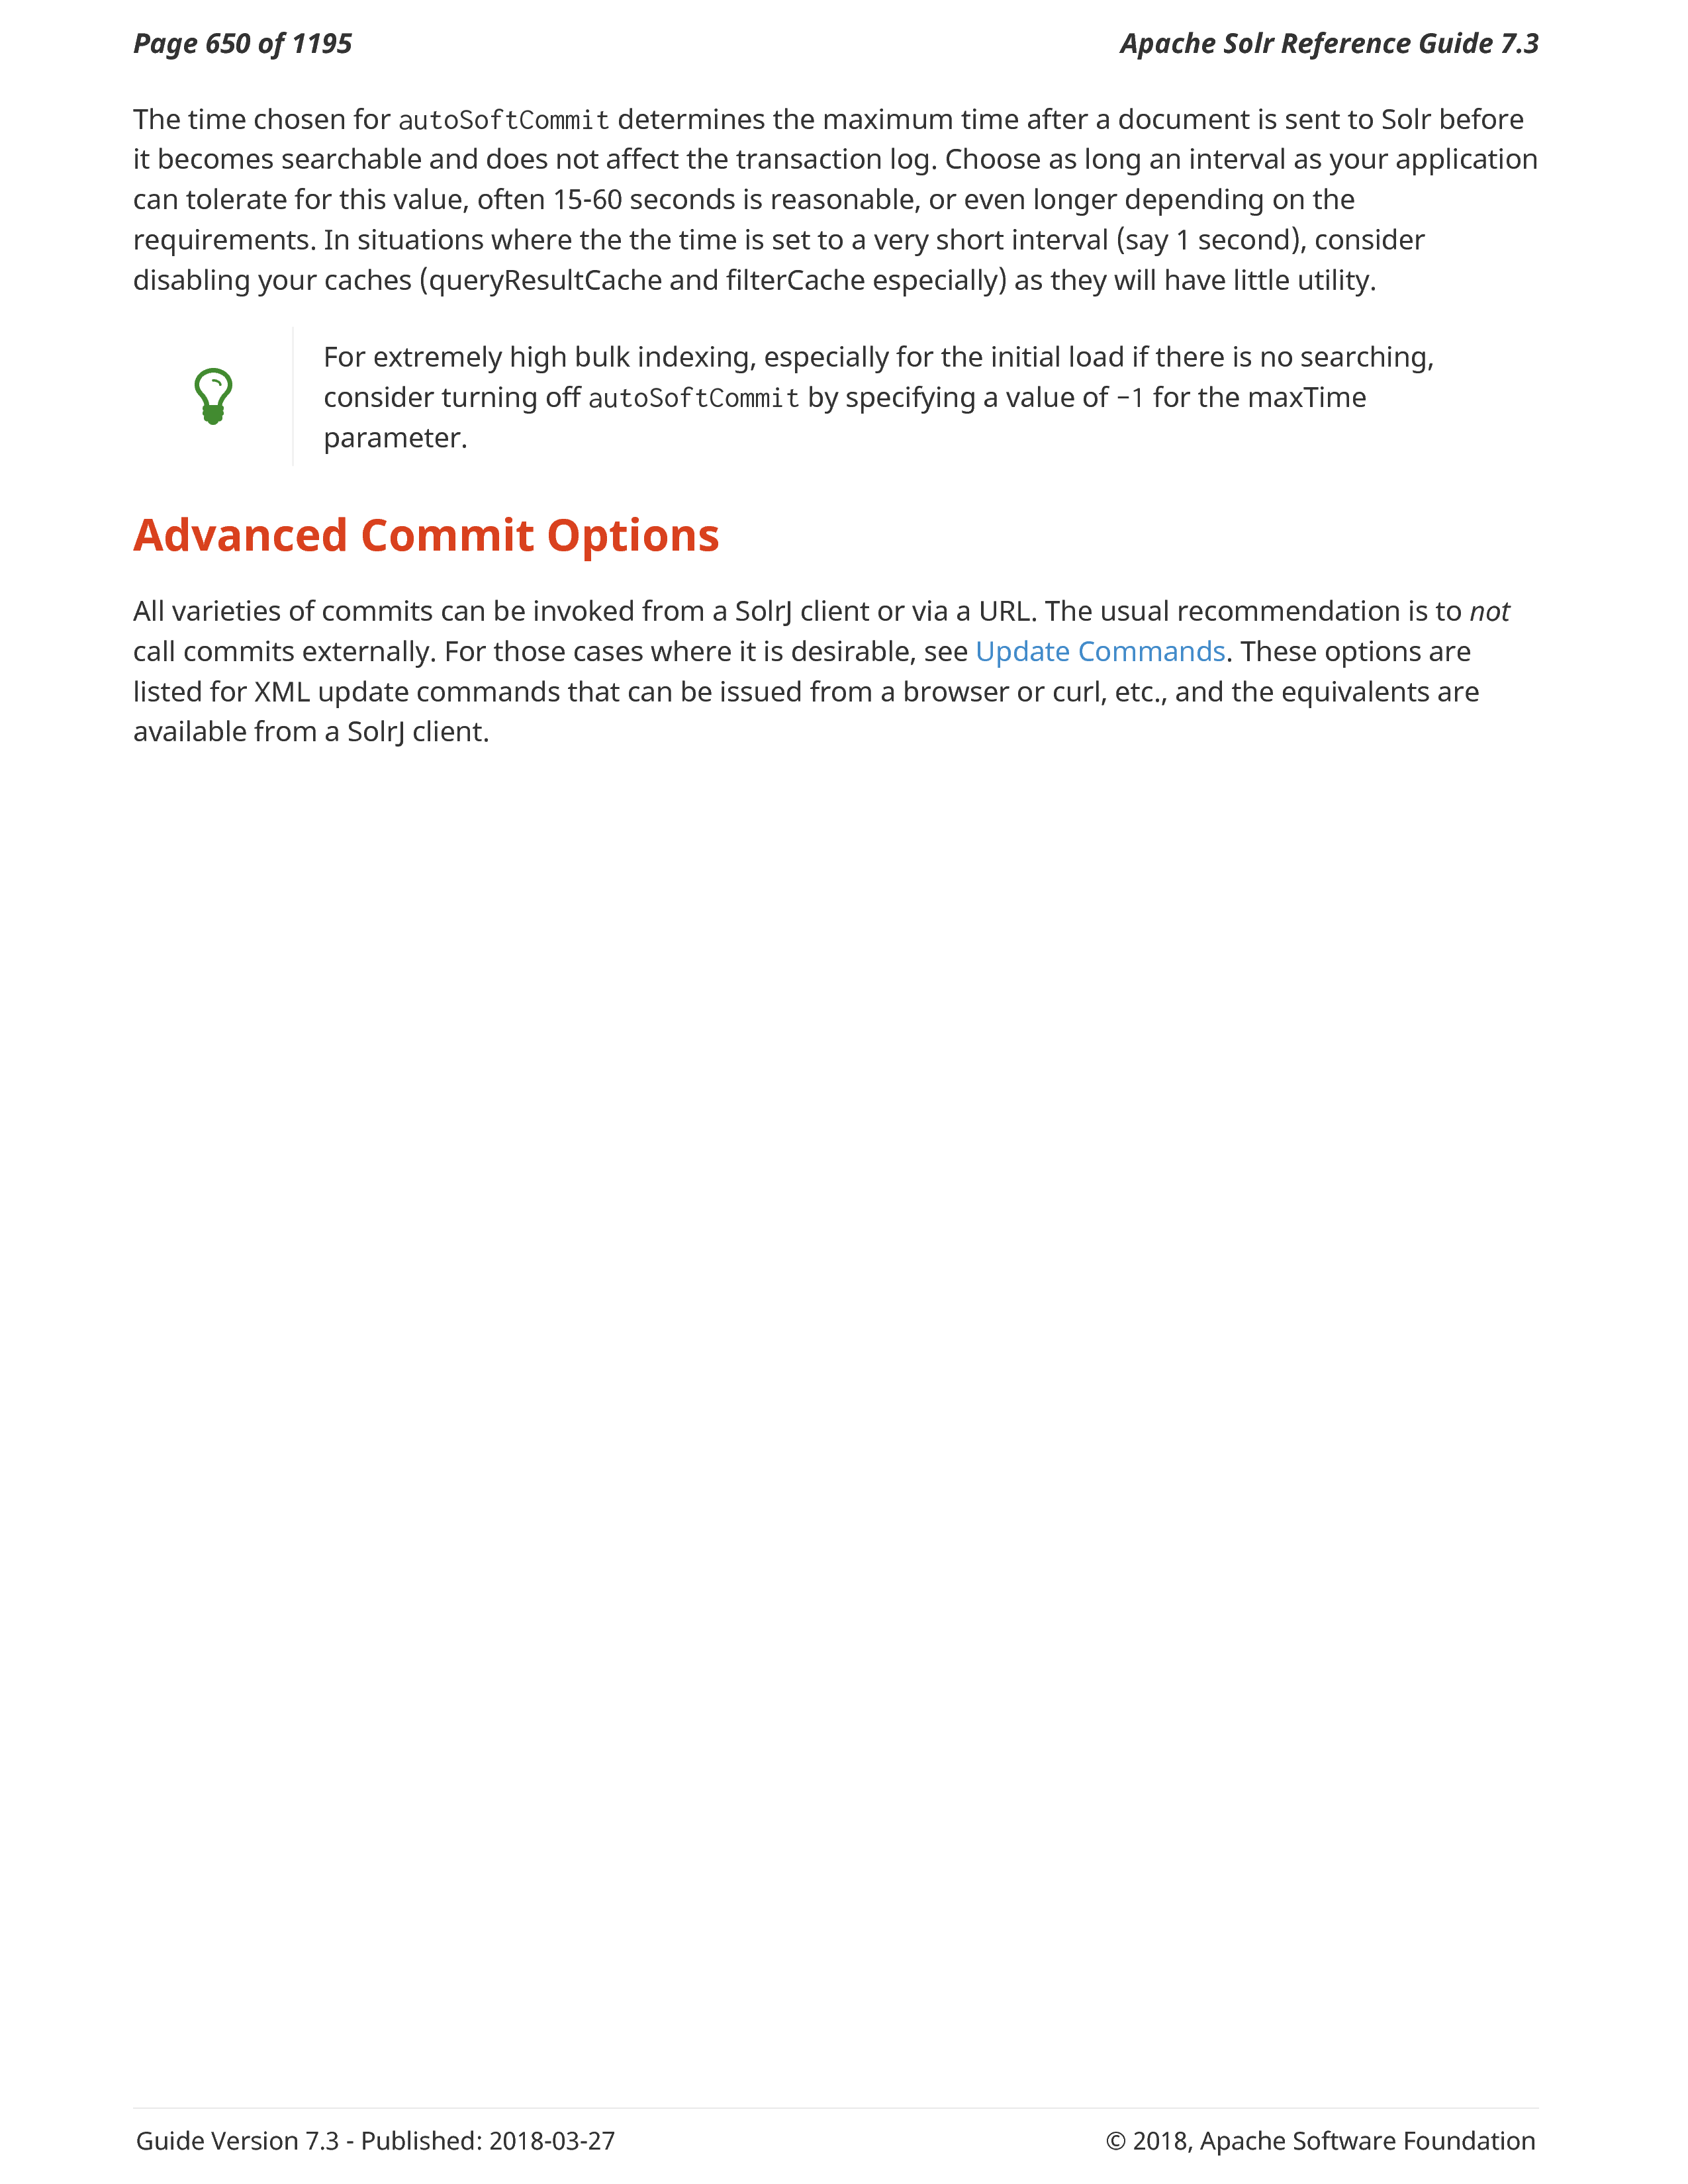 Page 650 of 1195
Apache Solr Reference Guide 7.3
The time chosen for autoSoftCommit determines the maximum time after a document is sent to Solr before
it becomes searchable and does not affect the transaction log. Choose as long an interval as your application
can tolerate for this value, often 15-60 seconds is reasonable, or even longer depending on the
requirements. In situations where the the time is set to a very short interval (say 1 second), consider
disabling your caches (queryResultCache and filterCache especially) as they will have little utility.
For extremely high bulk indexing, especially for the initial load if there is no searching,
consider turning off autoSoftCommit by specifying a value of -1 for the maxTime
parameter.
Advanced Commit Options
All varieties of commits can be invoked from a SolrJ client or via a URL. The usual recommendation is to not
call commits externally. For those cases where it is desirable, see Update Commands. These options are
listed for XML update commands that can be issued from a browser or curl, etc., and the equivalents are
available from a SolrJ client.
Guide Version 7.3 - Published: 2018-03-27
© 2018, Apache Software Foundation